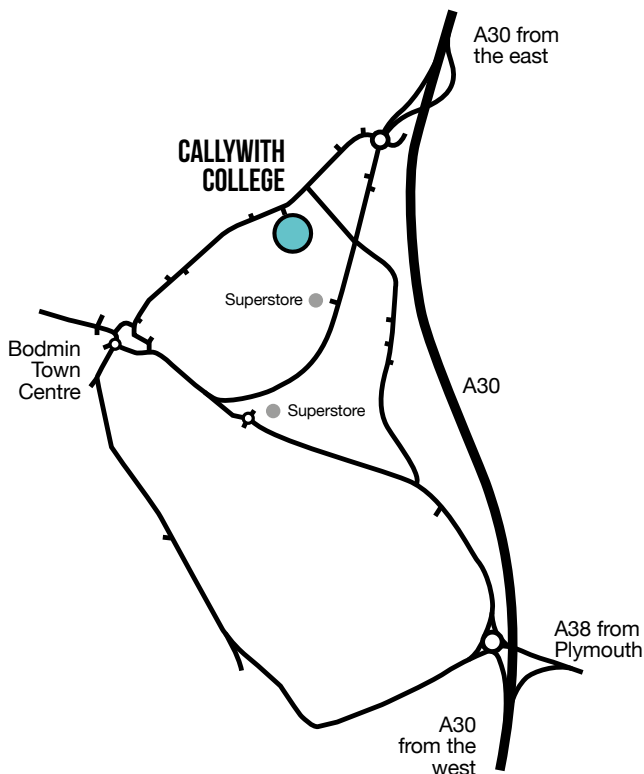 A30 from
the east
CALLYWITH
COLLEGE
Superstore
Bodmin
Town
Centre
A30
Superstore
A38 from
Plymouth
A30
from the
west